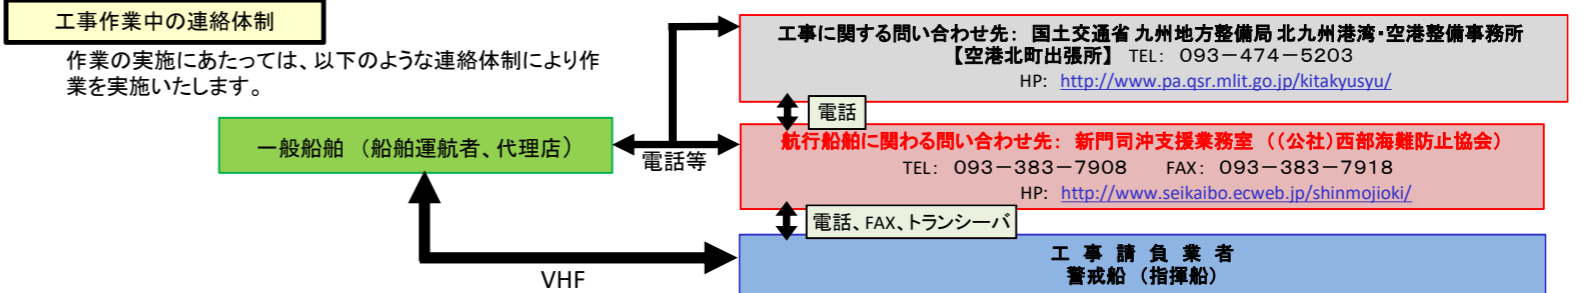 工事作業中の連絡体制
作業の実施にあたっては、以下のような連絡体制により作
業を実施いたします。
工事に関する問い合わせ先： 国土交通省 九州地方整備局 北九州港湾・空港整備事務所
【空港北町出張所】 TEL： ０９３－４７４－５２０３
HP： http://www.pa.qsr.mlit.go.jp/kitakyusyu/
電話
一般船舶 （船舶運航者、代理店）
電話等
航行船舶に関わる問い合わせ先： 新門司沖支援業務室 （（公社）西部海難防止協会）
TEL： ０９３－３８３－７９０８ FAX： ０９３－３８３－７９１８
HP： http://www.seikaibo.ecweb.jp/shinmojioki/
電話、FAX、トランシーバ
VHF
工 事 請 負 業 者
警戒船 （指揮船）